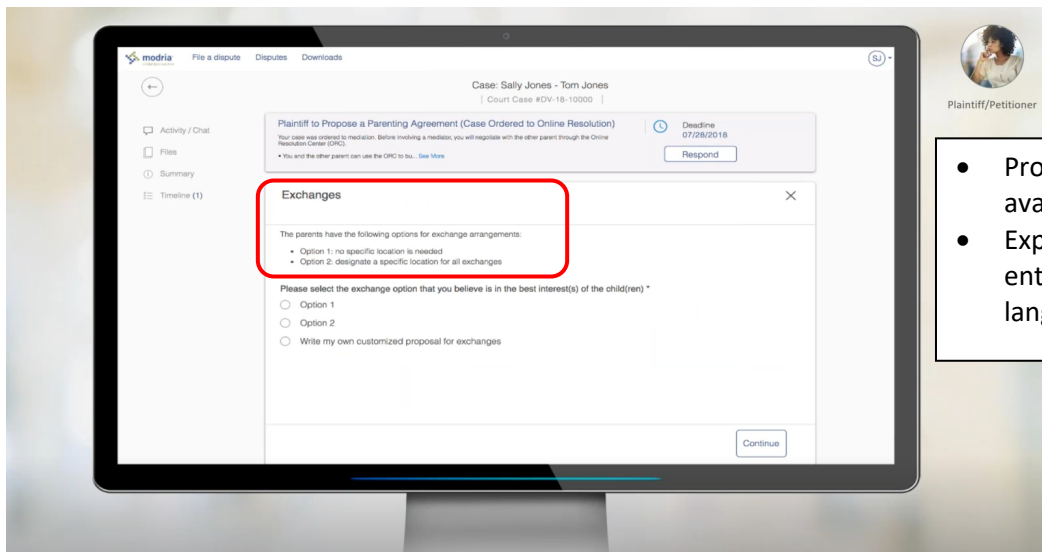 modria File a dispute Disputes Downloads
SJ
Case: Sally Jones - Tom Jones
| Court Case #DV-18-10000 |
Activity / Chat
Files
Summary
Timeline (1)
Plaintiff to Propose a Parenting Agreement (Case Ordered to Online Resolution)
Your case was ordered to mediation. Before involving a mediator, you will negotiate with the other parent through the Online
Resolution Center (ORC).
• You and the other parent can use the ORC to bu... See More
Deadline
07/28/2018
Respond
Exchanges
The parents have the following options for exchange arrangements:
• Option 1: no specific location is needed
• Option 2: designate a specific location for all exchanges
Please select the exchange option that you believe is in the best interest(s) of the child(ren) *
Option 1
Option 2
Write my own customized proposal for exchanges
Continue
Plaintiff/Petitioner
• Pro
ava
• Exp
ent
lan